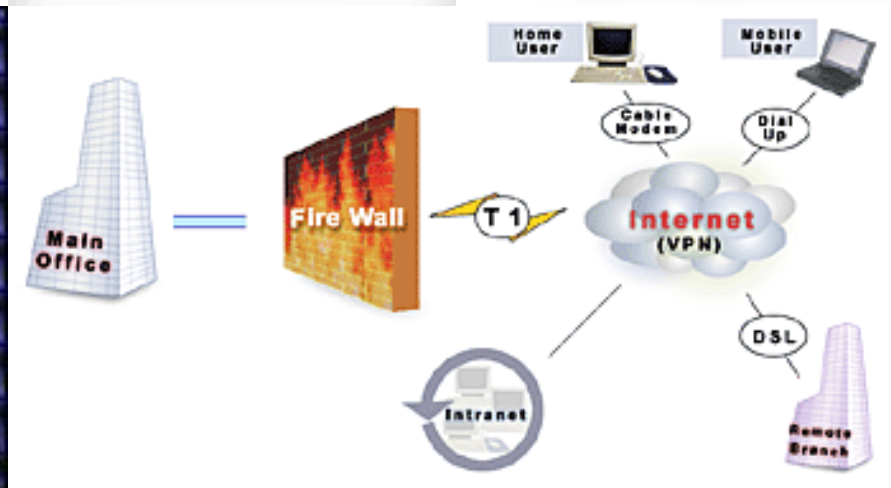 Home
User
Mobile
User
Cable
Modem
Dial
Up
Main
Office
Fire Wall
T 1
Internet
(VPN)
DSL
Intranet
Remote
Branch